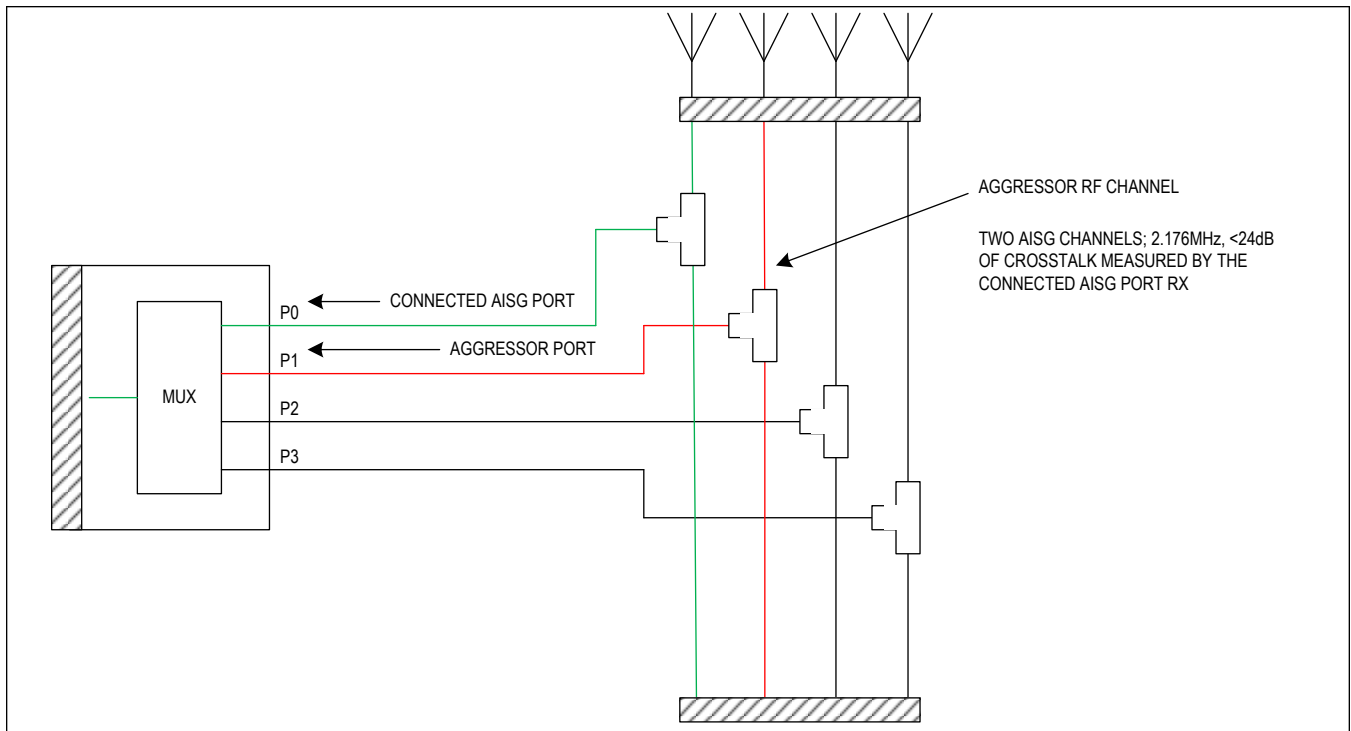 AGGRESSOR RF CHANNEL
TWO AISG CHANNELS; 2.176MHz, <24dB
OF CROSSTALK MEASURED BY THE
CONNECTED AISG PORT RX
CONNECTED AISG PORT
P0
AGGRESSOR PORT
P1
MUX
P2
P3